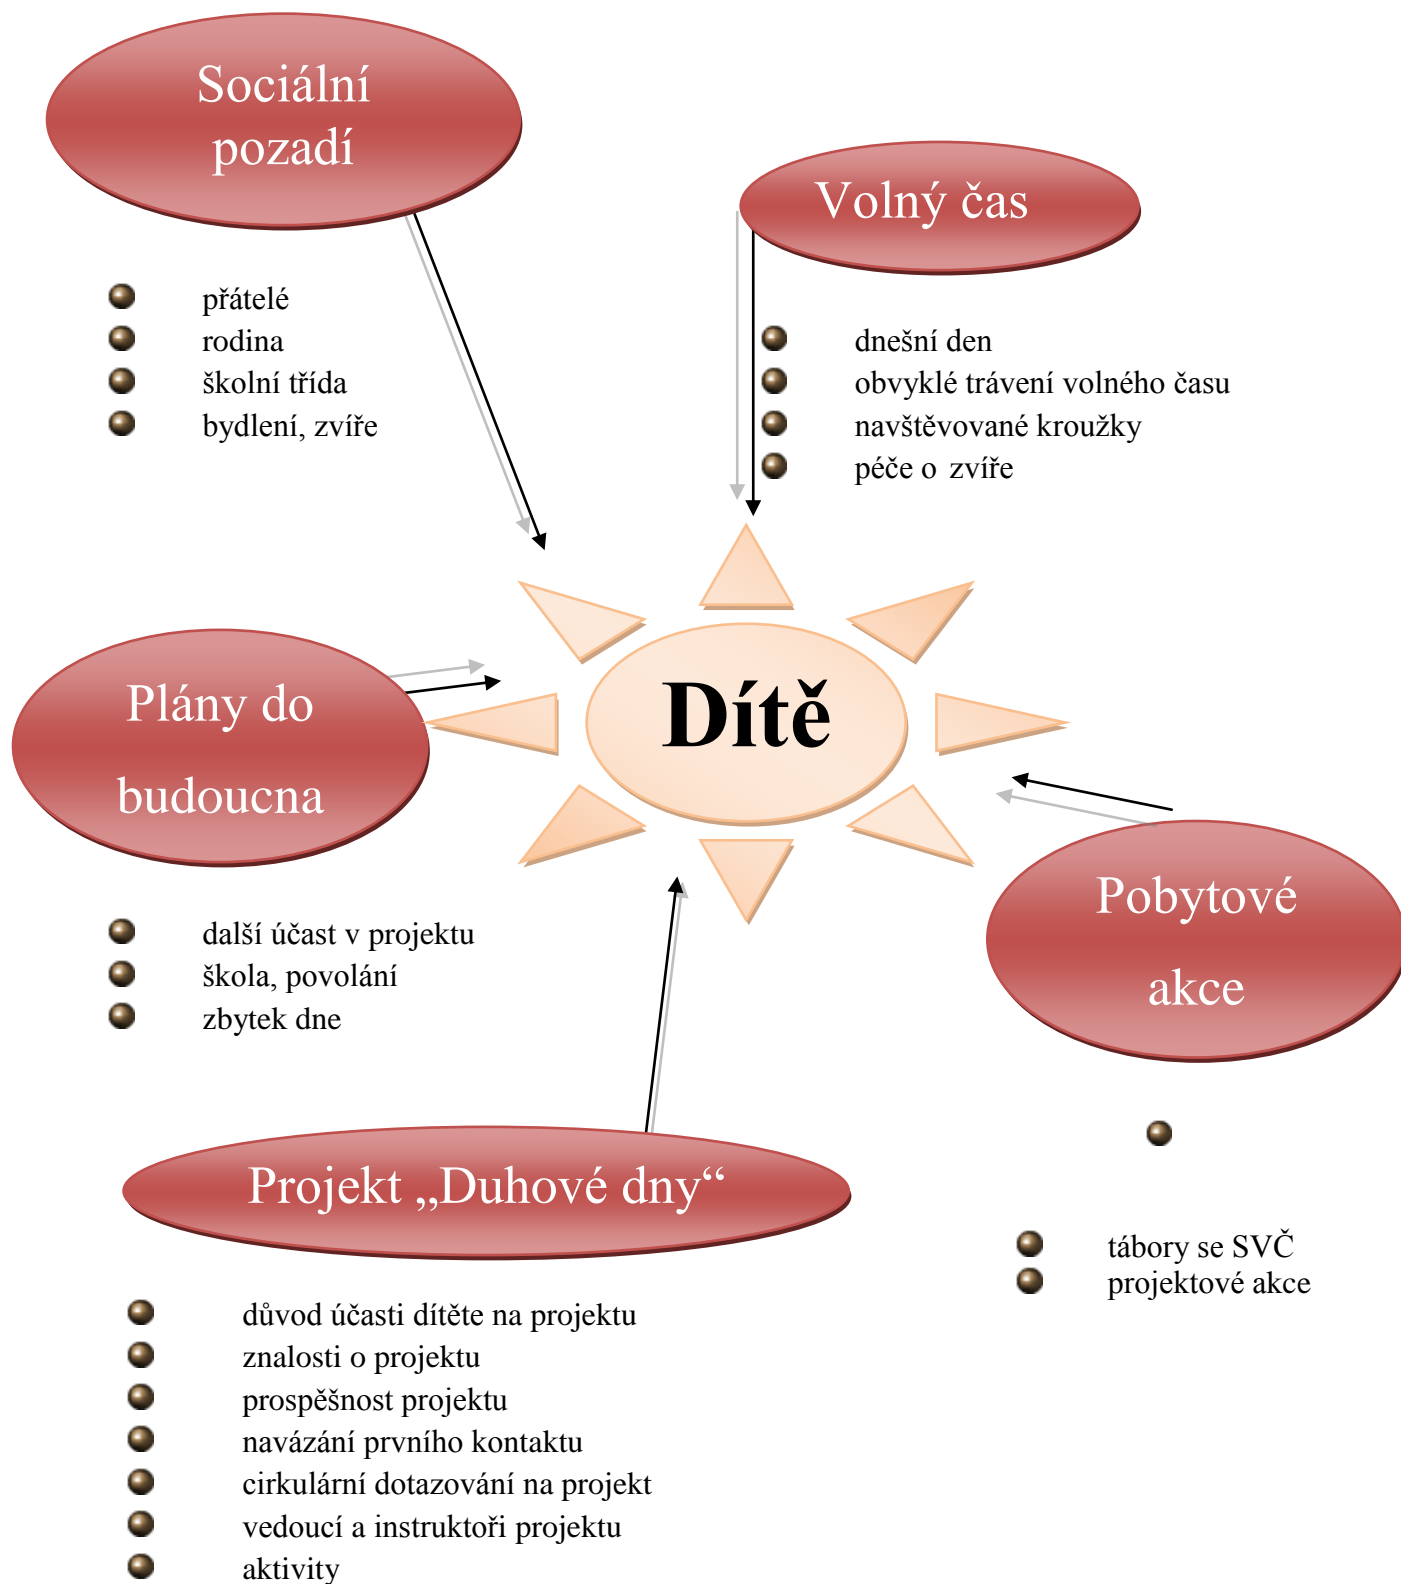 Sociální
pozadí
přátelé
rodina
školní třída
bydlení, zvíře
Volný čas
dnešní den
obvyklé trávení volného času
navštěvované kroužky
péče o zvíře
Dítě
Plány do
budoucna
další účast v projektu
škola, povolání
zbytek dne
Pobytové
akce
tábory se SVČ
projektové akce
Projekt „Duhové dny“
důvod účasti dítěte na projektu
znalosti o projektu
prospěšnost projektu
navázání prvního kontaktu
cirkulární dotazování na projekt
vedoucí a instruktoři projektu
aktivity